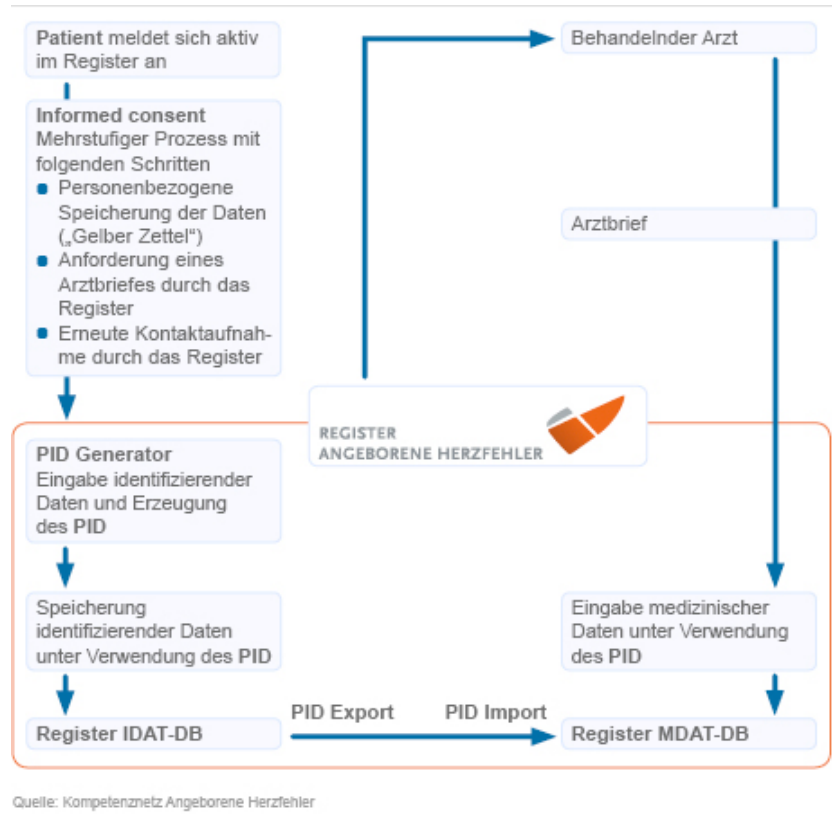 Patient meldet sich aktiv
im Register an
Informed consent
Mehrstufiger Prozess mit
folgenden Schritten
Personenbezogene
Speicherung der Daten
(„Gelber Zettel“)
Anforderung eines
Arztbriefes durch das
Register
Erneute Kontaktaufnah-
me durch das Register
Behandelnder Arzt
Arztbrief
REGISTER
ANGEBORENE HERZFEHLER
PID Generator
Eingabe identifizierender
Daten und Erzeugung
des PID
Speicherung
identifizierender Daten
unter Verwendung des PID
Eingabe medizinischer
Daten unter Verwendung
des PID
Register IDAT-DB
PID Export
PID Import
Register MDAT-DB
Quelle: Kompetenznetz Angeborene Herzfehler